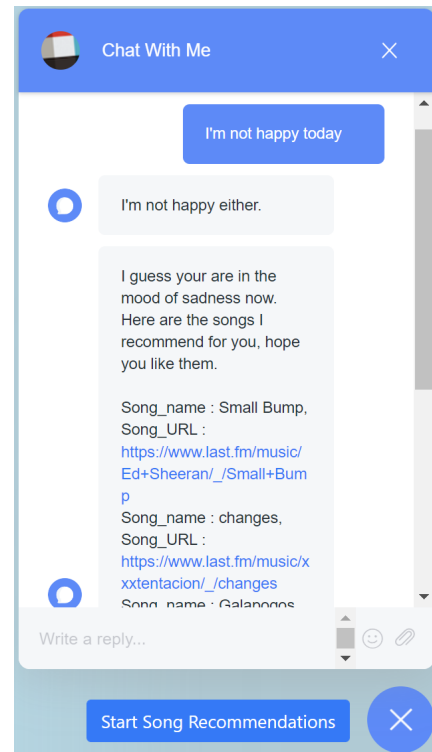 Chat With Me
I'm not happy today
I'm not happy either.
I guess your are in the
mood of sadness now.
Here are the songs I
recommend for you, hope
you like them.
Song_name : Small Bump,
Song_URL :
https://www.last.fm/music/
Ed+Sheeran/_/Small+Bum
p
Song_name : changes,
Song_URL :
https://www.last.fm/music/x
xxtentacion/_/changes
Song_name : Galapogos
Write a reply...
Start Song Recommendations